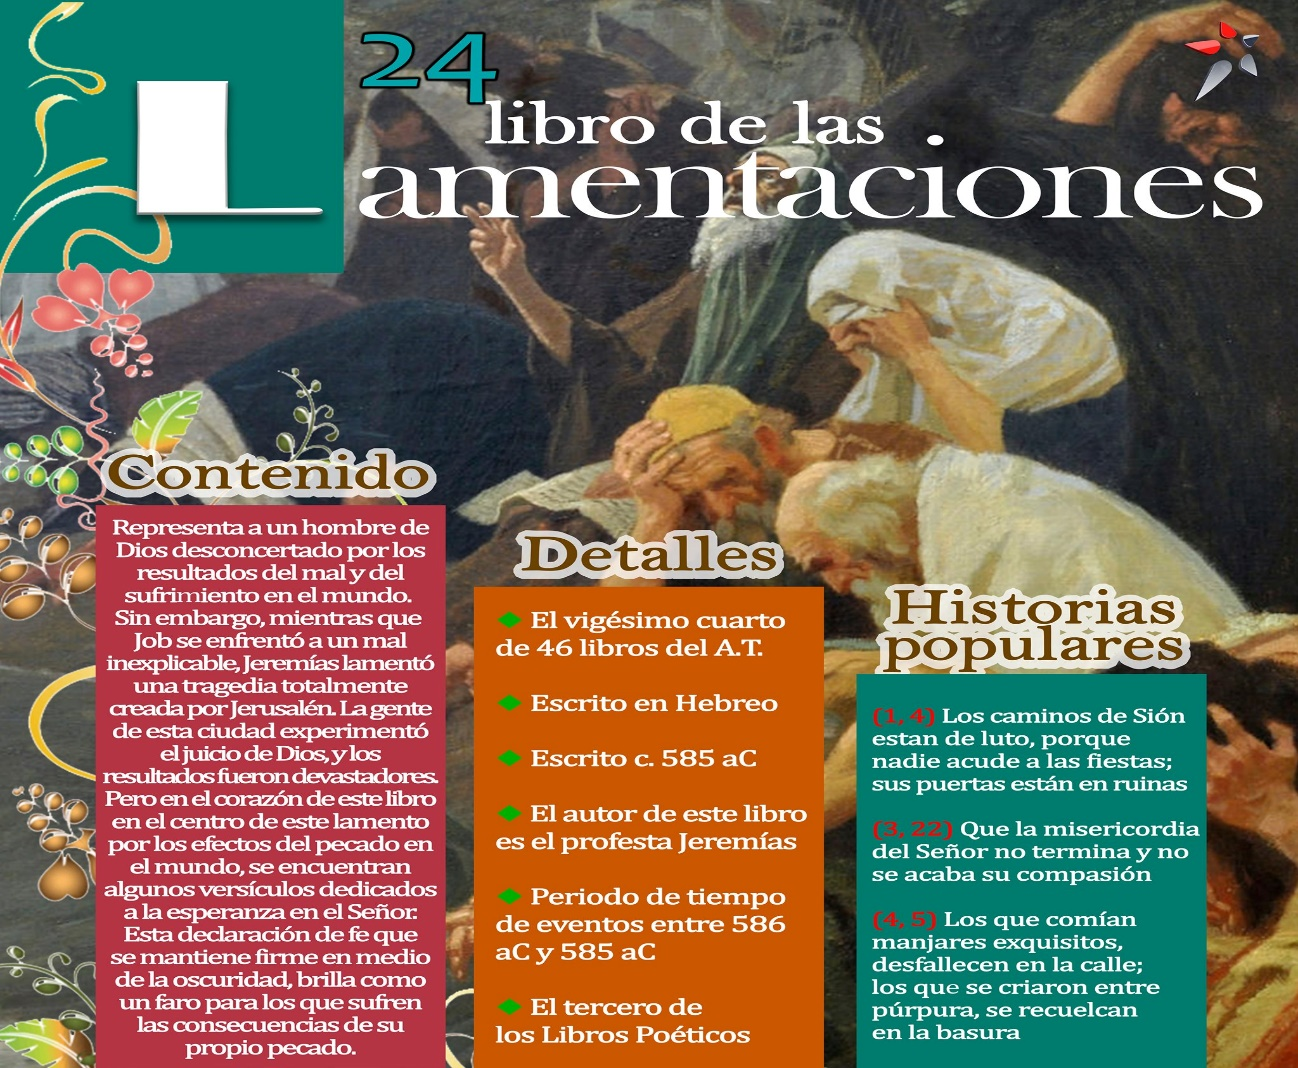 24
libro de las
Lamentaciones
Contenido
Representa a un hombre de
Dios desconcertado por los
resultados del mal y del
sufrimiento en el mundo.
Sin embargo, mientras que
Job se enfrentó a un mal
inexplicable, Jeremías lamentó
una tragedia totalmente
creada por Jerusalén. La gente
de esta ciudad experimentó
el juicio de Dios, y los
resultados fueron devastadores.
Pero en el corazón de este libro
en el centro de este lamento
por los efectos del pecado en
el mundo, se encuentran
algunos versículos dedicados
a la esperanza en el Señor.
Esta declaración de fe que
se mantiene firme en medio
de la oscuridad, brilla como
un faro para los que sufren
las consecuencias de su
propio pecado.
Detalles
El vigésimo cuarto
de 46 libros del A.T.
Escrito en Hebreo
Escrito c. 585 aC
El autor de este libro
es el profesta Jeremías
Periodo de tiempo
de eventos entre 586
aC y 585 aC
El tercero de
los Libros Poéticos
Historias
populares
(1, 4) Los caminos de Sión
estan de luto, porque
nadie acude a las fiestas;
sus puertas están en ruinas
(3, 22) Que la misericordia
del Señor no termina y no
se acaba su compasión
(4, 5) Los que comían
manjares exquisitos,
desfallecen en la calle;
los que se criaron entre
púrpura, se recuelcan
en la basura